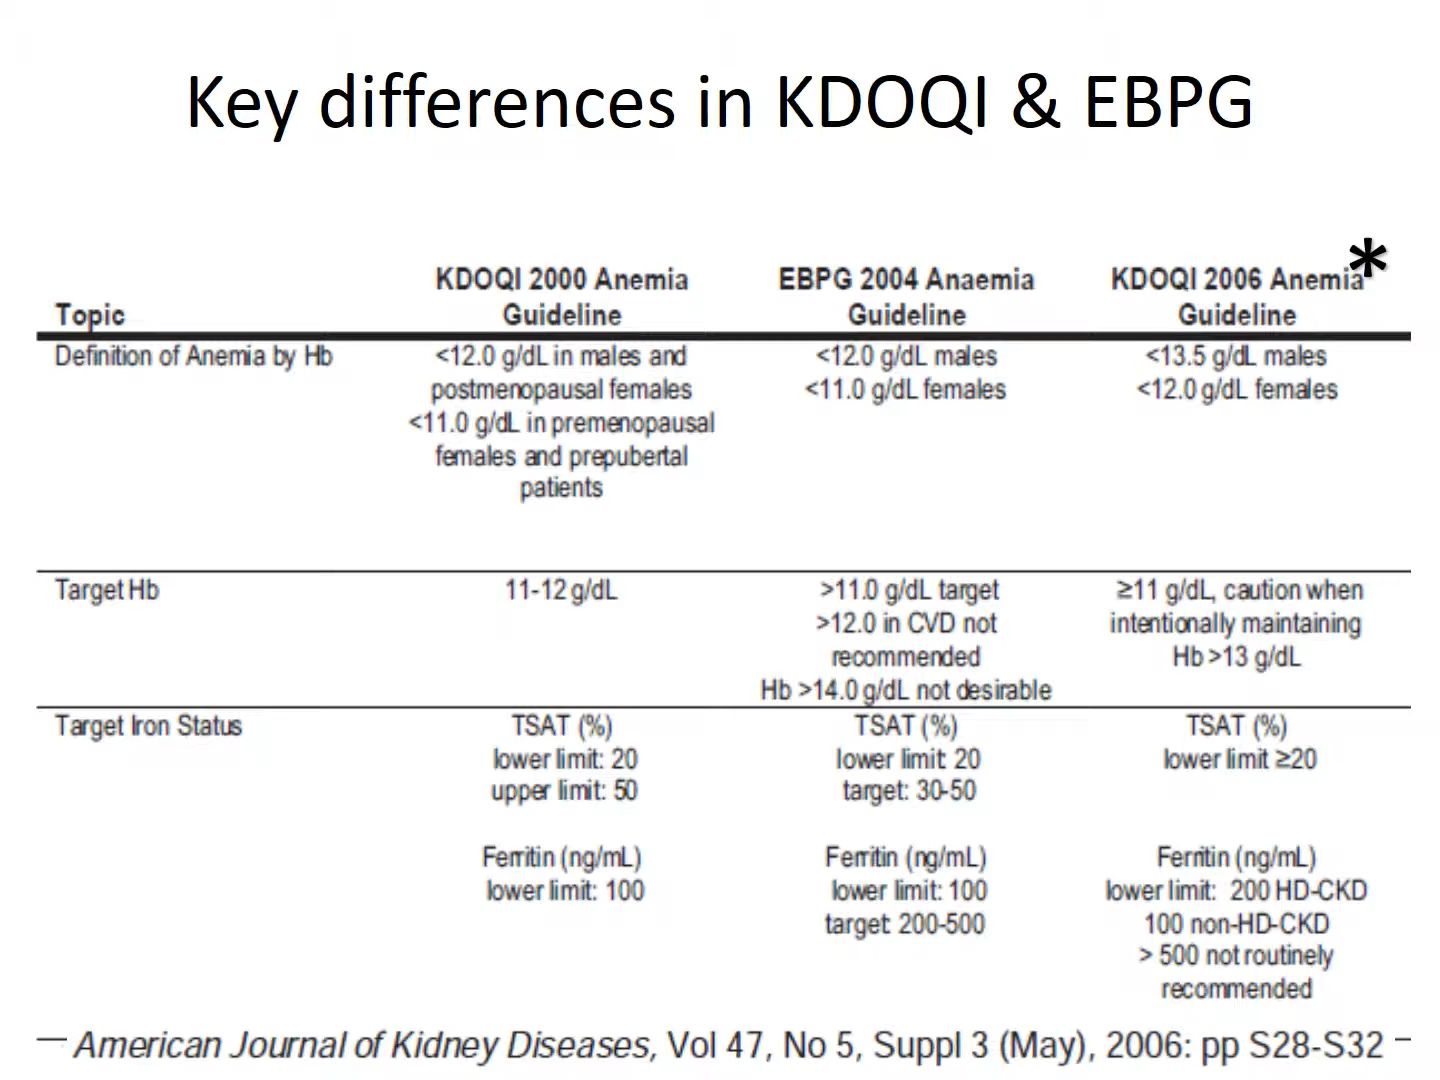 Key differences in KDOQI & EBPG
*
Topic
KDOQI 2000 Anemia
Guideline
EBPG 2004 Anaemia
Guideline
KDOQI 2006 Anemia
Guideline
Definition of Anemia by Hb
<12.0 g/dL in males and
postmenopausal females
<11.0 g/dL in premenopausal
females and prepubertal
patients
<12.0 g/dL males
<11.0 g/dL females
<13.5 g/dL males
<12.0 g/dL females
Target Hb
11-12 g/dL
>11.0 g/dL target
>12.0 in CVD not
recommended
Hb >14.0 g/dL not desirable
≥11 g/dL, caution when
intentionally maintaining
Hb >13 g/dL
Target Iron Status
TSAT (%)
lower limit: 20
upper limit: 50
Ferritin (ng/mL)
lower limit: 100
TSAT (%)
lower limit: 20
target: 30-50
Ferritin (ng/mL)
lower limit: 100
target: 200-500
TSAT (%)
lower limit ≥20
Ferritin (ng/mL)
lower limit: 200 HD-CKD
100 non-HD-CKD
> 500 not routinely
recommended
American Journal of Kidney Diseases, Vol 47, No 5, Suppl 3 (May), 2006: pp S28-S32